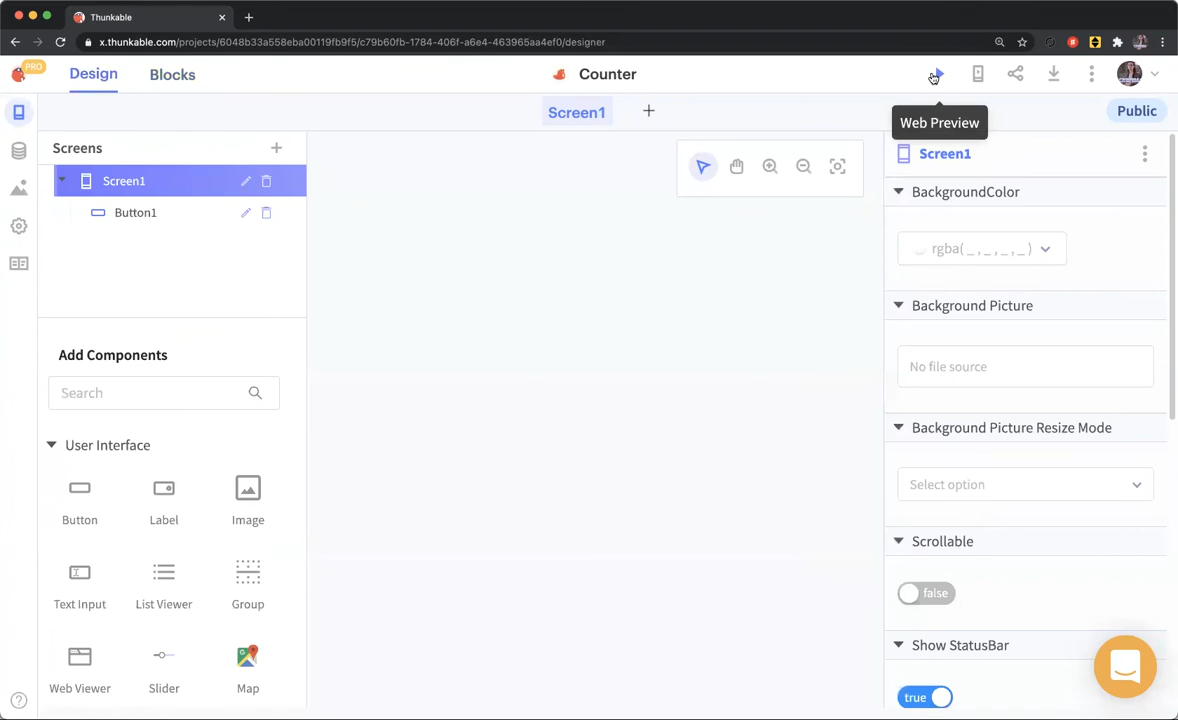 Thunkable
x.thunkable.com/projects/6048b33a558eba00119fb9f5/c79b60fb-1784-406f-a6e4-463965aa4ef0/designer
PRO
Design
Blocks
Counter
Screen1
Web Preview
Public
Screens
Screen1
Button1
Screen1
BackgroundColor
rgba( _ , _ , _ , _ )
Background Picture
No file source
Add Components
Search
Background Picture Resize Mode
User Interface
Select option
Button
Label
Image
Scrollable
false
Text Input
List Viewer
Group
Show StatusBar
true
Web Viewer
Slider
Map